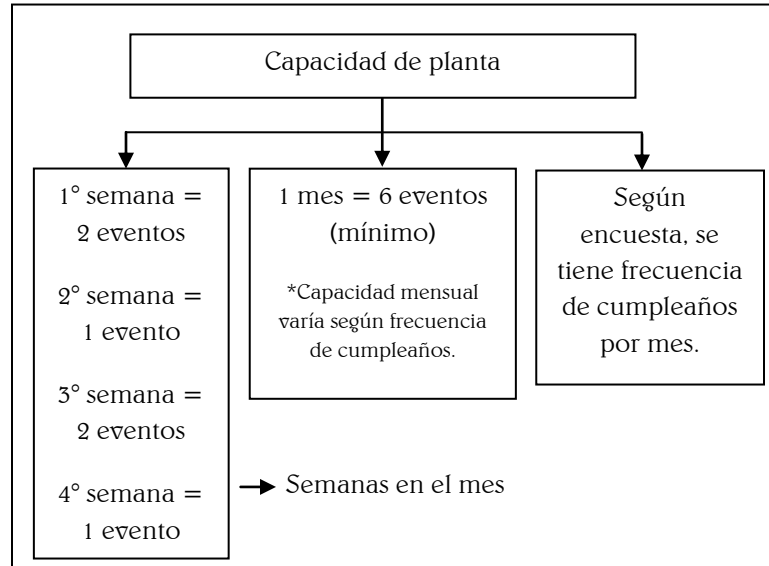 Capacidad de planta
1° semana =
2 eventos
2° semana =
1 evento
3° semana =
2 eventos
4° semana =
1 evento
1 mes = 6 eventos
(mínimo)
*Capacidad mensual
varía según frecuencia
de cumpleaños.
Según
encuesta, se
tiene frecuencia
de cumpleaños
por mes.
Semanas en el mes